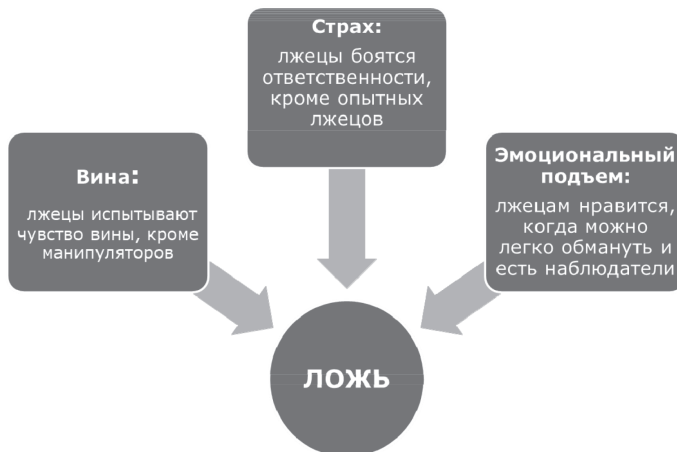 Страх:
лжецы боятся
ответственности,
кроме опытных
лжецов
Вина:
лжецы испытывают
чувство вины, кроме
манипуляторов
Эмоциональный
подъем:
лжецам нравится,
когда можно
легко обмануть и
есть наблюдатели
ЛОЖЬ